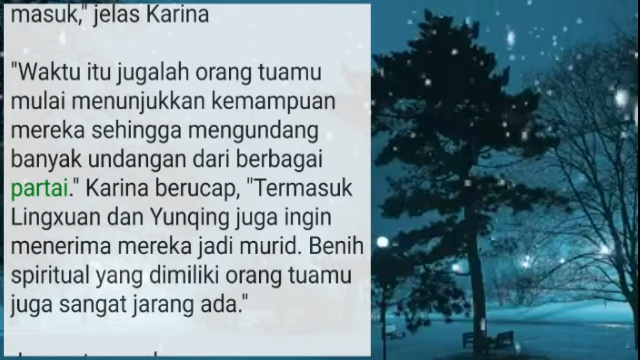 masuk," jelas Karina
"Waktu itu jugalah orang tuamu
mulai menunjukkan kemampuan
mereka sehingga mengundang
banyak undangan dari berbagai
partai." Karina berucap, "Termasuk
Lingxuan dan Yunqing juga ingin
menerima mereka jadi murid. Benih
spiritual yang dimiliki orang tuamu
juga sangat jarang ada."